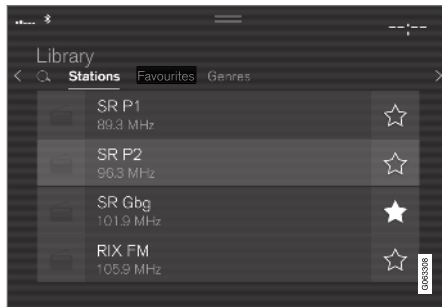 --:--
Library
Stations Favourites Genres
SR P1
89.3 MHz
SR P2
96.3 MHz
SR Gbg
101.9 MHz
RIX FM
105.9 MHz
G063308